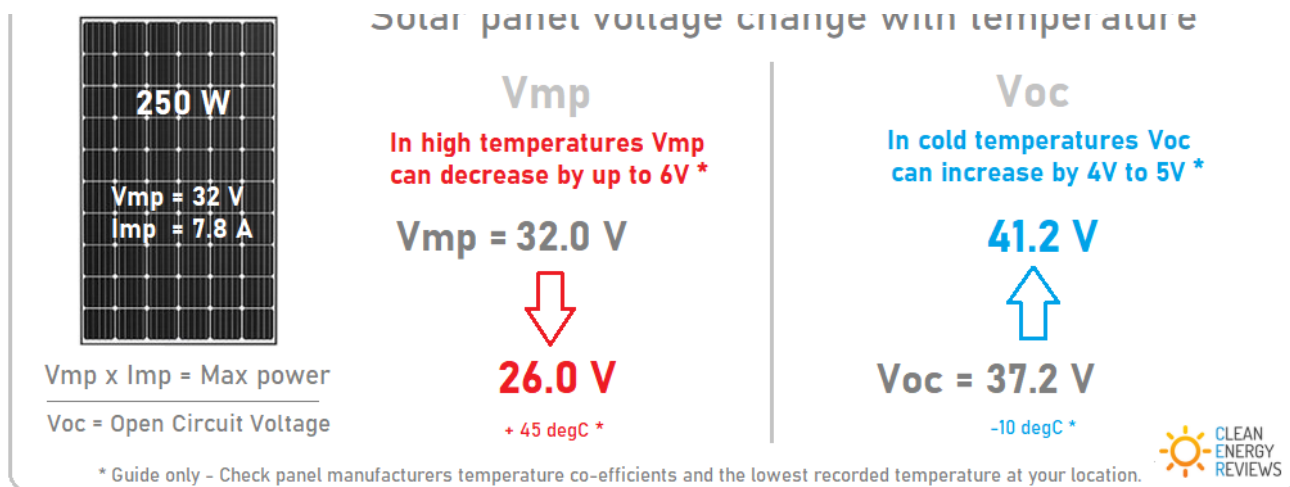 Solar panel voltage change with temperature
250 W
Vmp = 32 V
Imp = 7.8 A
Vmp x Imp = Max power
Voc = Open Circuit Voltage
Vmp
In high temperatures Vmp
can decrease by up to 6V *
Vmp = 32.0 V
26.0 V
+ 45 degC *
Voc
In cold temperatures Voc
can increase by 4V to 5V *
41.2 V
Voc = 37.2 V
-10 degC *
* Guide only - Check panel manufacturers temperature co-efficients and the lowest recorded temperature at your location.
CLEAN
ENERGY
REVIEWS